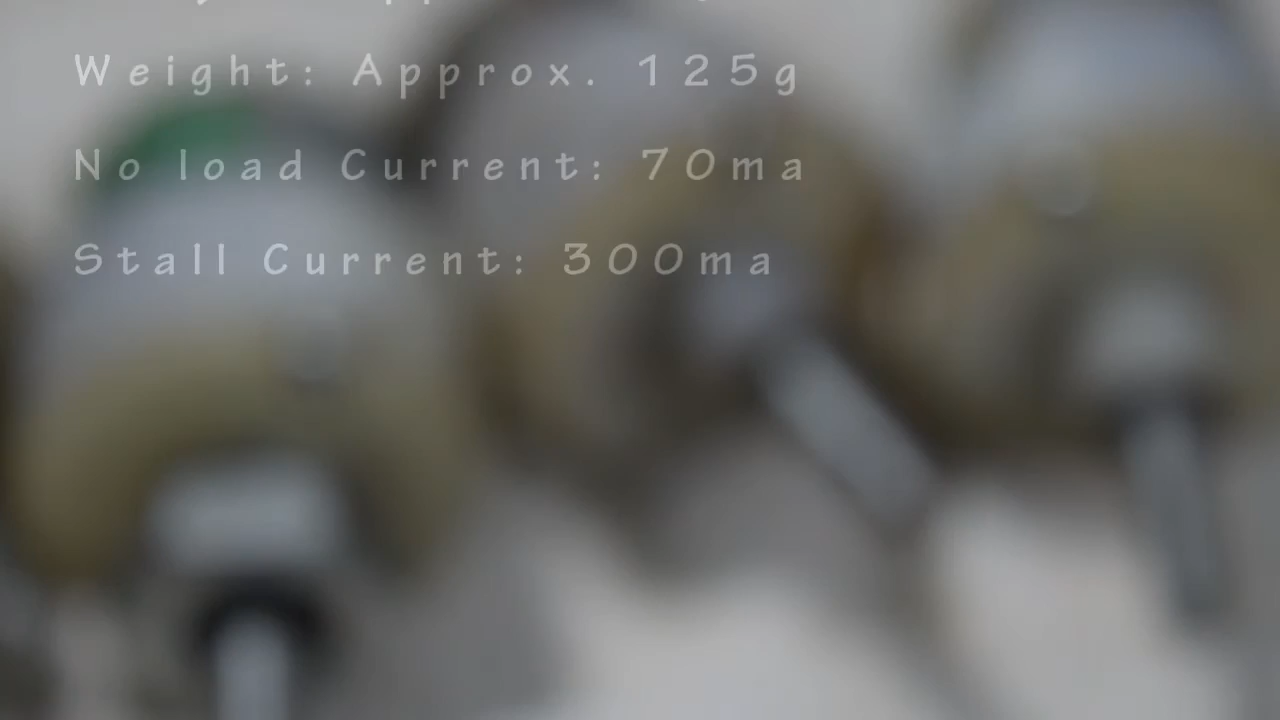 Weight: Approx. 125g
No load Current: 70ma
Stall Current: 300ma